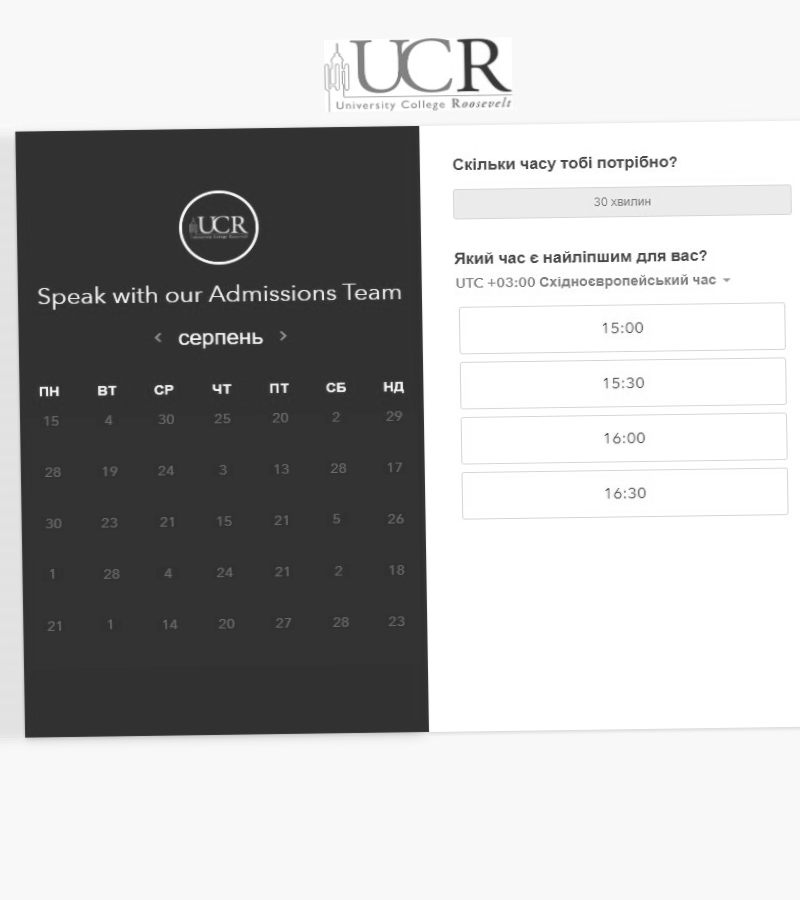 UCR
University College Roosevelt
UCR
Speak with our Admissions Team
‹ серпень ›
ПН ВТ СР ЧТ ПТ СБ НД
15 4 30 25 20 2 29
28 19 24 3 13 28 17
30 23 21 15 21 5 26
1 28 4 24 21 2 18
21 1 14 20 27 28 23
Скільки часу тобі потрібно?
30 хвилин
Який час є найліпшим для вас?
UTC +03:00 Східноєвропейський час
15:00
15:30
16:00
16:30